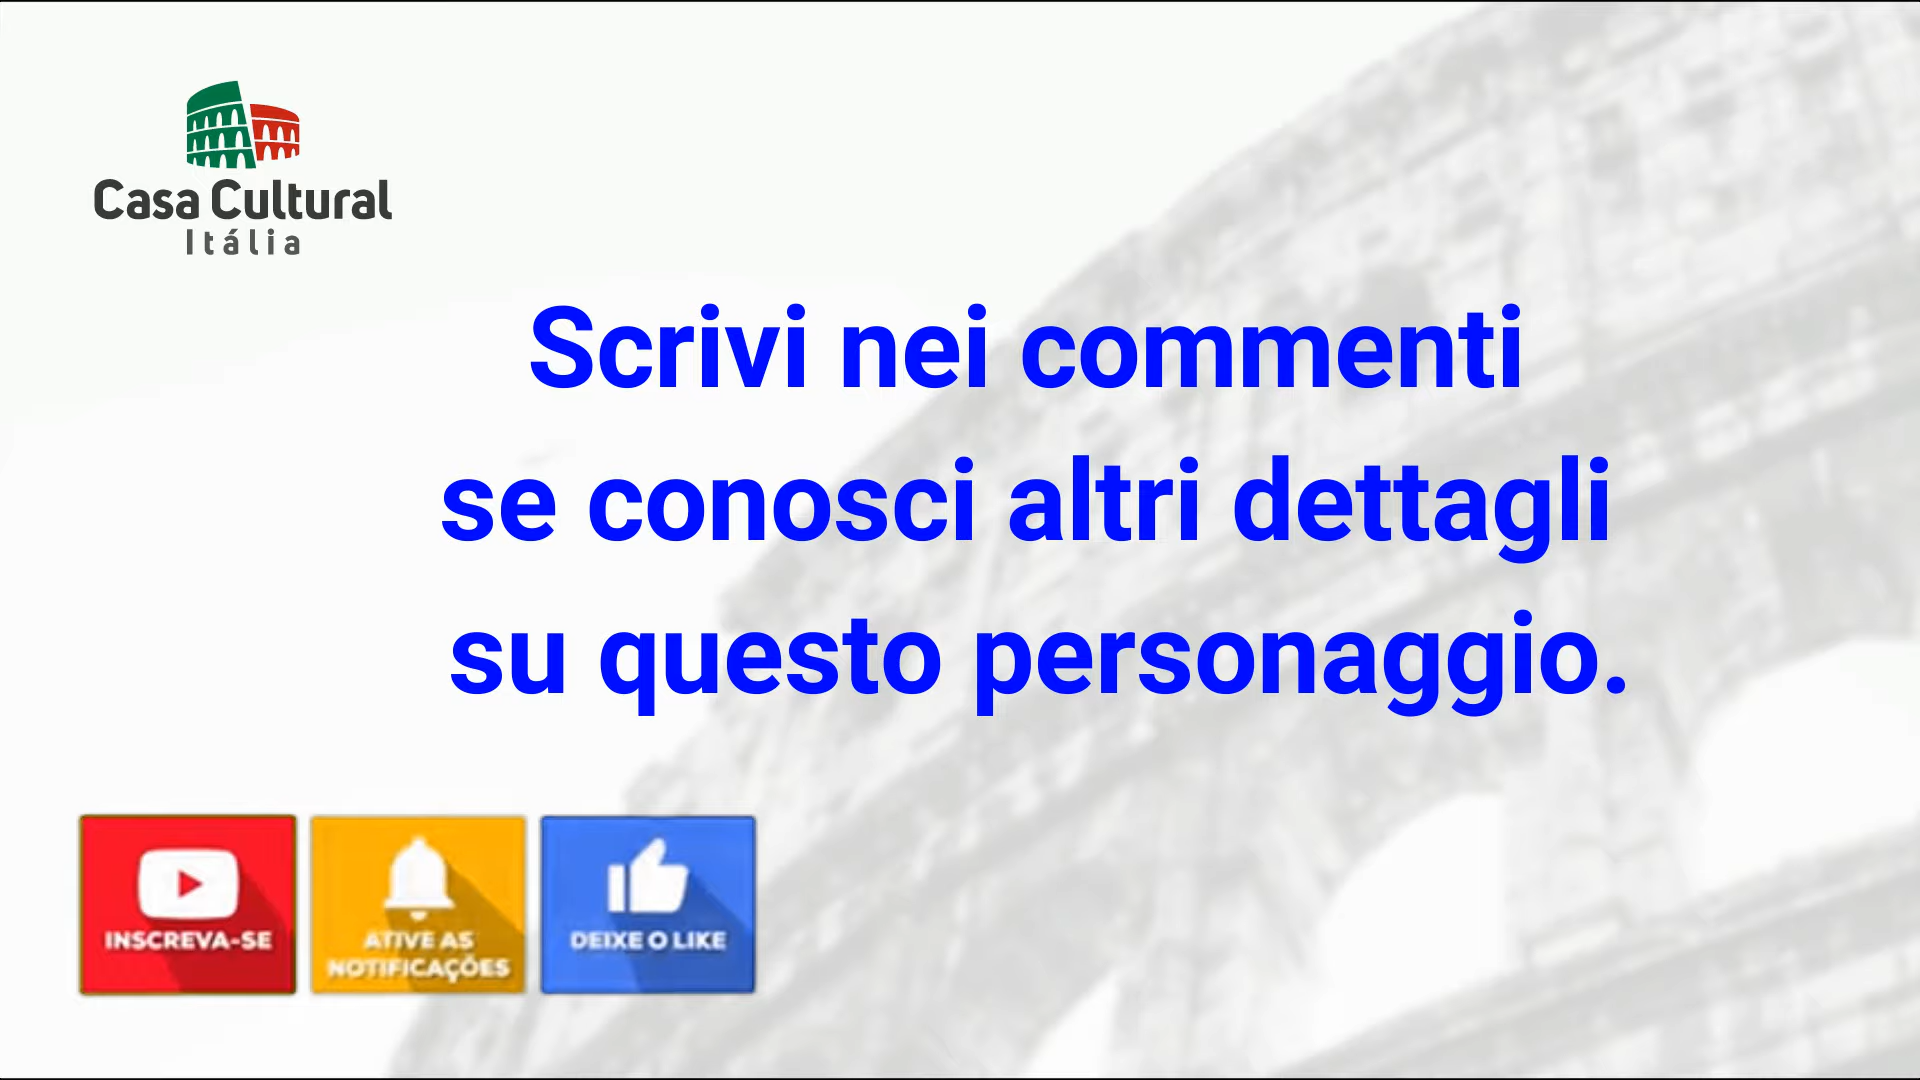 Casa Cultural
Itália
Scrivi nei commenti
se conosci altri dettagli
su questo personaggio.
INSCREVA-SE
ATIVE AS
NOTIFICAÇÕES
DEIXE O LIKE